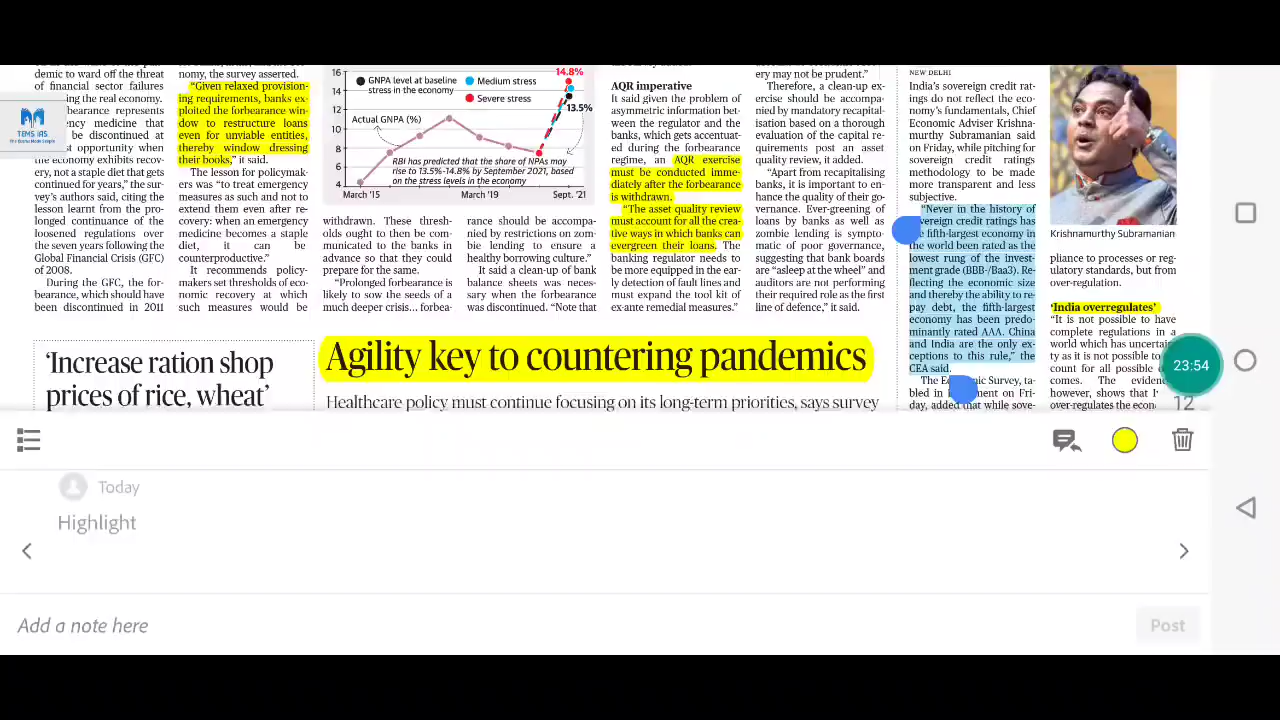 demic to ward off the threat
of financial sector failures
ing the real economy.
bearance represents
ncy medicine that
be discontinued at
st opportunity when
the economy exhibits recov-
ery, not a staple diet that gets
continued for years,” the sur-
vey’s authors said, citing the
lesson learnt from the pro-
longed continuance of the
loosened regulations over
the seven years following the
Global Financial Crisis (GFC)
of 2008.
During the GFC, the for-
bearance, which should have
been discontinued in 2011
TEMS IAS
nomy, the survey asserted.
“Given relaxed provision-
ing requirements, banks ex-
ploited the forbearance win-
dow to restructure loans
even for unviable entities,
thereby window dressing
their books,” it said.
The lesson for policymak-
ers was “to treat emergency
measures as such and not to
extend them even after re-
covery: when an emergency
medicine becomes a staple
diet, it can be
counterproductive.”
It recommends policy-
makers set thresholds of eco-
nomic recovery at which
such measures would be
16
14
12
10
8
6
4
GNPA level at baseline
stress in the economy
Medium stress
Severe stress
14.8%
13.5%
Actual GNPA (%)
RBI has predicted that the share of NPAs may
rise to 13.5%-14.8% by September 2021, based
on the stress levels in the economy
March '15
March '19
Sept. '21
withdrawn. These thresh-
olds ought to then be com-
municated to the banks in
advance so that they could
prepare for the same.
“Prolonged forbearance is
likely to sow the seeds of a
much deeper crisis... forbea-
rance should be accompa-
nied by restrictions on zom-
bie lending to ensure a
healthy borrowing culture.”
It said a clean-up of bank
balance sheets was neces-
sary when the forbearance
was discontinued. “Note that
AQR imperative
It said given the problem of
asymmetric information bet-
ween the regulator and the
banks, which gets accentuat-
ed during the forbearance
regime, an AQR exercise
must be conducted imme-
diately after the forbearance
is withdrawn.
“The asset quality review
must account for all the crea-
tive ways in which banks can
evergreen their loans. The
banking regulator needs to
be more equipped in the ear-
ly detection of fault lines and
must expand the tool kit of
ex-ante remedial measures.”
ery may not be prudent.”
Therefore, a clean-up ex-
ercise should be accompa-
nied by mandatory recapital-
isation based on a thorough
evaluation of the capital re-
quirements post an asset
quality review, it added.
“Apart from recapitalising
banks, it is important to en-
hance the quality of their go-
vernance. Ever-greening of
loans by banks as well as
zombie lending is sympto-
matic of poor governance,
suggesting that bank boards
are “asleep at the wheel” and
auditors are not performing
their required role as the first
line of defence,” it said.
NEW DELHI
India’s sovereign credit rat-
ings do not reflect the eco-
nomy’s fundamentals, Chief
Economic Adviser Krishna-
murthy Subramanian said
on Friday, while pitching for
sovereign credit ratings
methodology to be made
more transparent and less
subjective.
“Never in the history of
vereign credit ratings has
he fifth-largest economy in
the world been rated as the
lowest rung of the invest-
ment grade (BBB-/Baa3). Re-
flecting the economic size
and thereby the ability to re-
pay debt, the fifth-largest
economy has been predo-
minantly rated AAA. China
and India are the only ex-
ceptions to this rule,” the
CEA said.
The Survey, ta-
bled in on Fri-
day, added that while sove-
Krishnamurthy Subramanian
pliance to processes or reg-
ulatory standards, but from
over-regulation.
‘India overregulates’
“It is not possible to have
complete regulations in a
world which has uncertain
ty as it is not possible to
count for all possible
comes. The evidenc
however, shows that I
over-regulates the econ
23:54
12
‘Increase ration shop
prices of rice, wheat’
Agility key to countering pandemics
Healthcare policy must continue focusing on its long-term priorities, says survey
Today
Highlight
Add a note here
Post